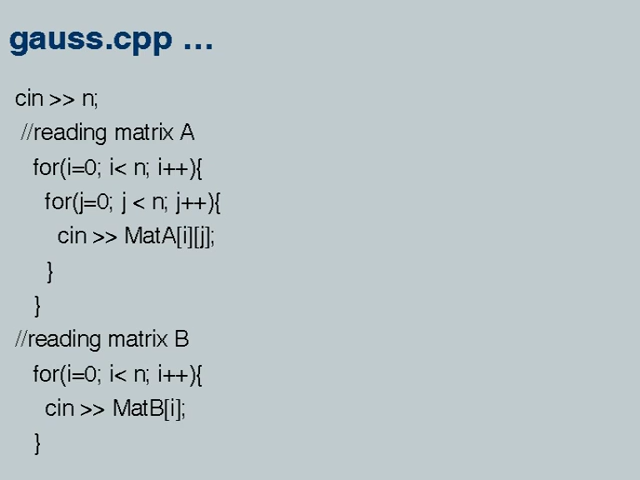 gauss.cpp …
cin >> n;
//reading matrix A
for(i=0; i< n; i++){
for(j=0; j < n; j++){
cin >> MatA[i][j];
}
}
//reading matrix B
for(i=0; i< n; i++){
cin >> MatB[i];
}